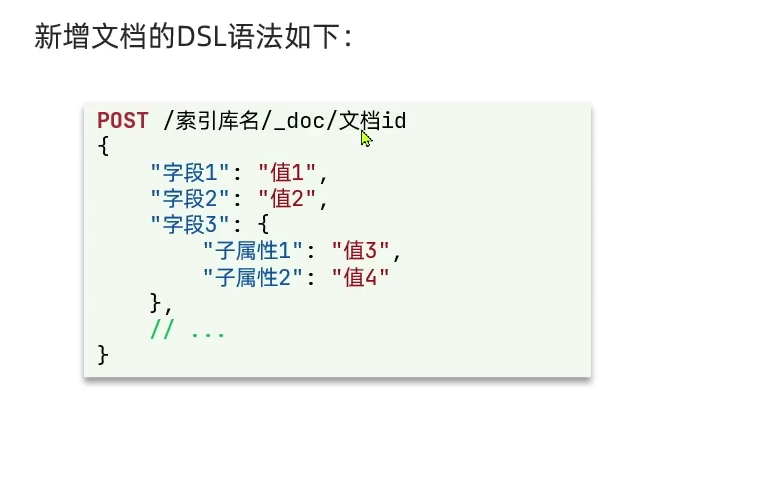 新增文档的DSL语法如下：
POST /索引库名/_doc/文档id
{
    "字段1": "值1",
    "字段2": "值2",
    "字段3": {
        "子属性1": "值3",
        "子属性2": "值4"
    },
    // ...
}